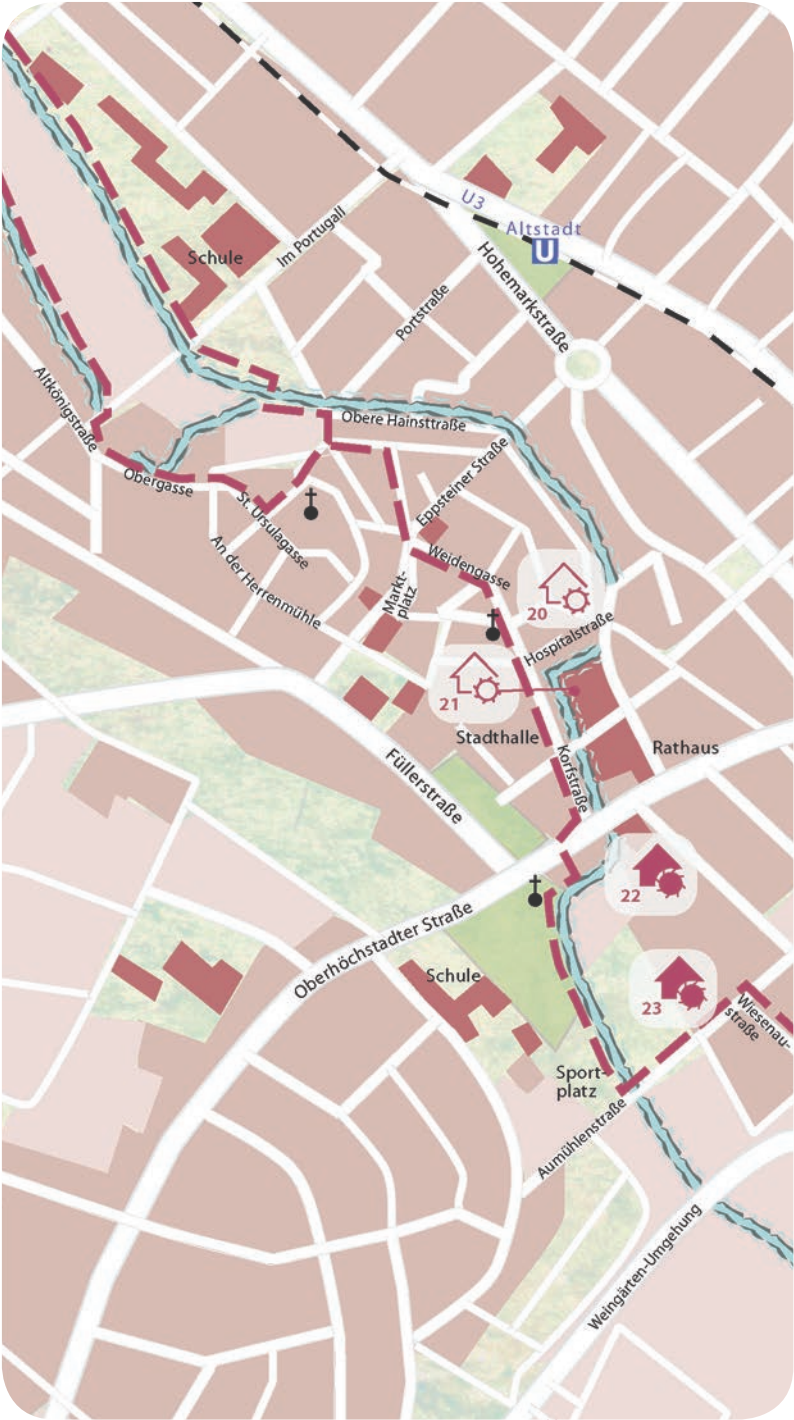 U3
Altstadt
U
Schule
Im Portugall
Hohemarkstraße
Portstraße
Altkönigstraße
Obere Hainsttraße
Obergasse
Eppsteiner Straße
St. Ursulagasse
An der Herrenmühle
Weidengasse
Markt-
platz
20
Hospitalstraße
21
Stadthalle
Rathaus
Korfstraße
Füllerstraße
22
Oberhöchstadter Straße
Schule
23
Wiesenau-
straße
Sport-
platz
Aumühlenstraße
Weingärten-Umgehung